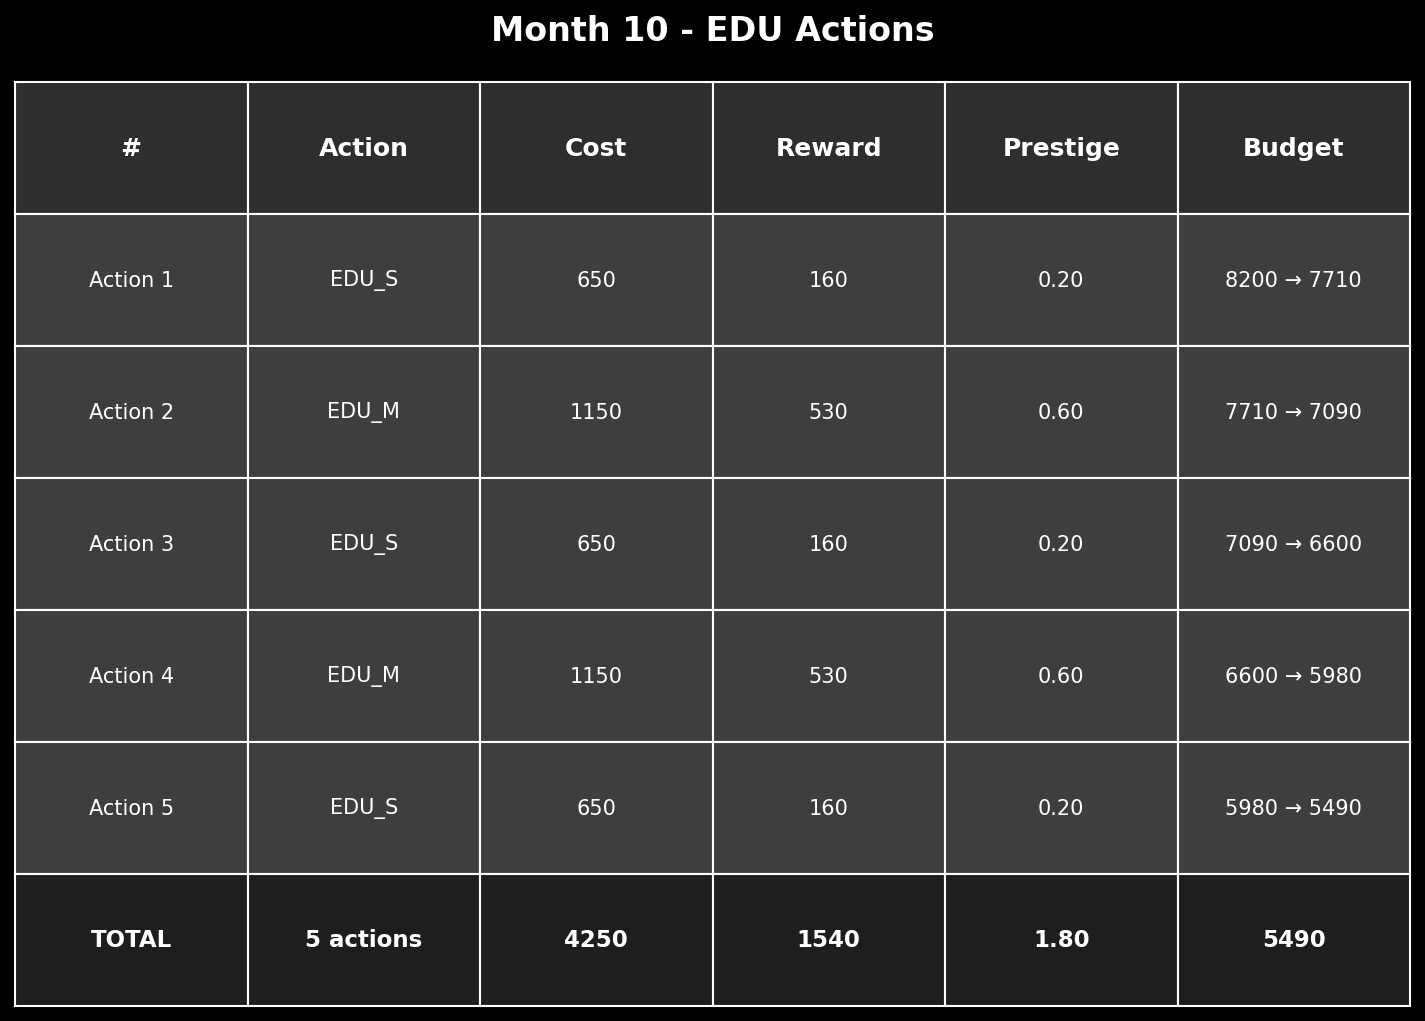 Month 10 - EDU Actions
# Action Cost Reward Prestige Budget
Action 1 EDU_S 650 160 0.20 8200 → 7710
Action 2 EDU_M 1150 530 0.60 7710 → 7090
Action 3 EDU_S 650 160 0.20 7090 → 6600
Action 4 EDU_M 1150 530 0.60 6600 → 5980
Action 5 EDU_S 650 160 0.20 5980 → 5490
TOTAL 5 actions 4250 1540 1.80 5490